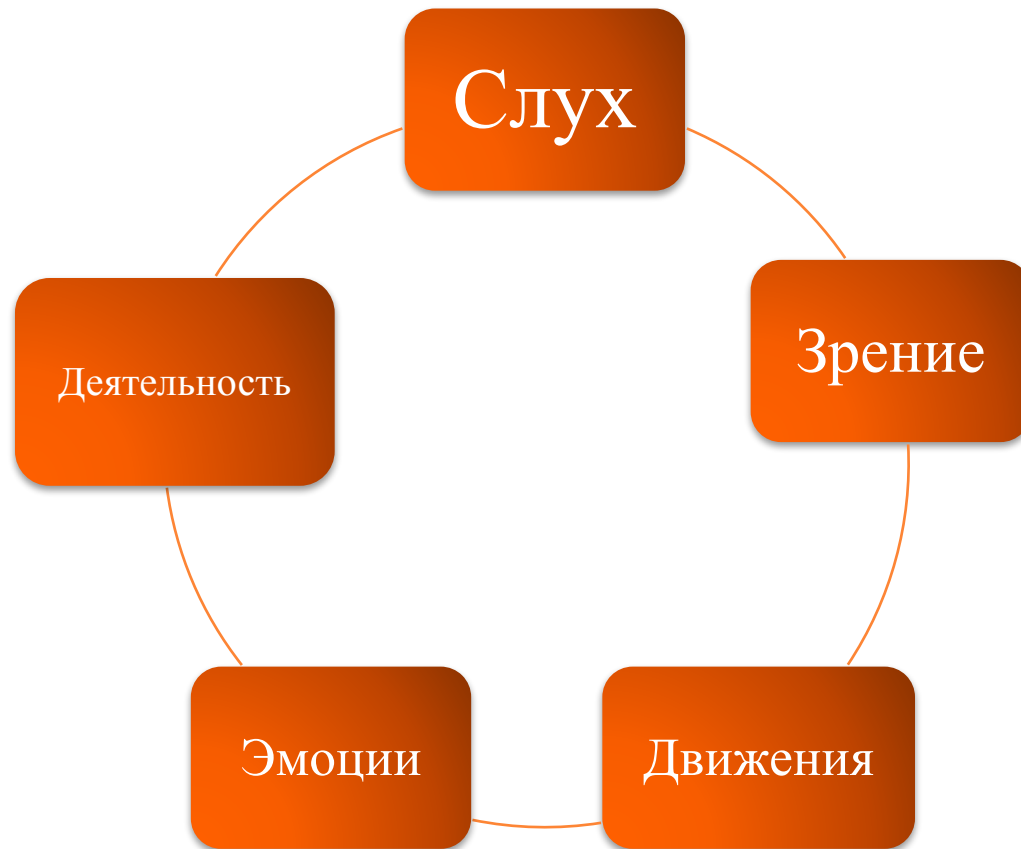 Слух
Зрение
Деятельность
Эмоции
Движения